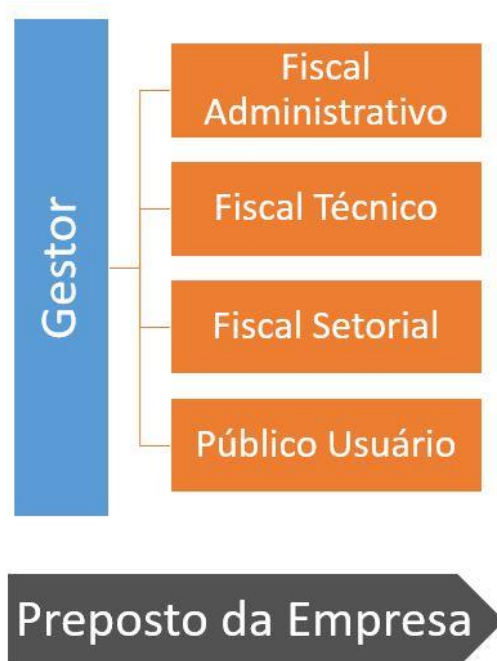 Gestor
Fiscal
Administrativo
Fiscal Técnico
Fiscal Setorial
Público Usuário
Preposto da Empresa